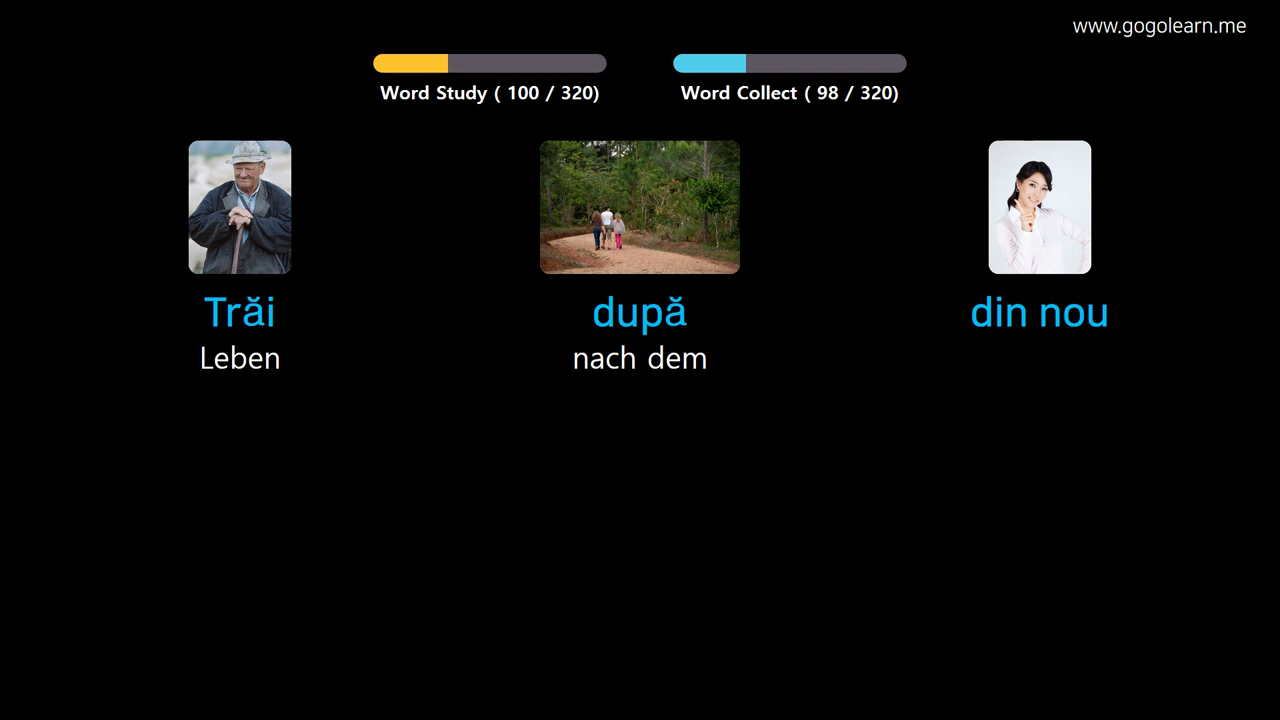 www.gogolearn.me
Word Study ( 100 / 320)
Word Collect ( 98 / 320)
Trăi
după
din nou
Leben
nach dem